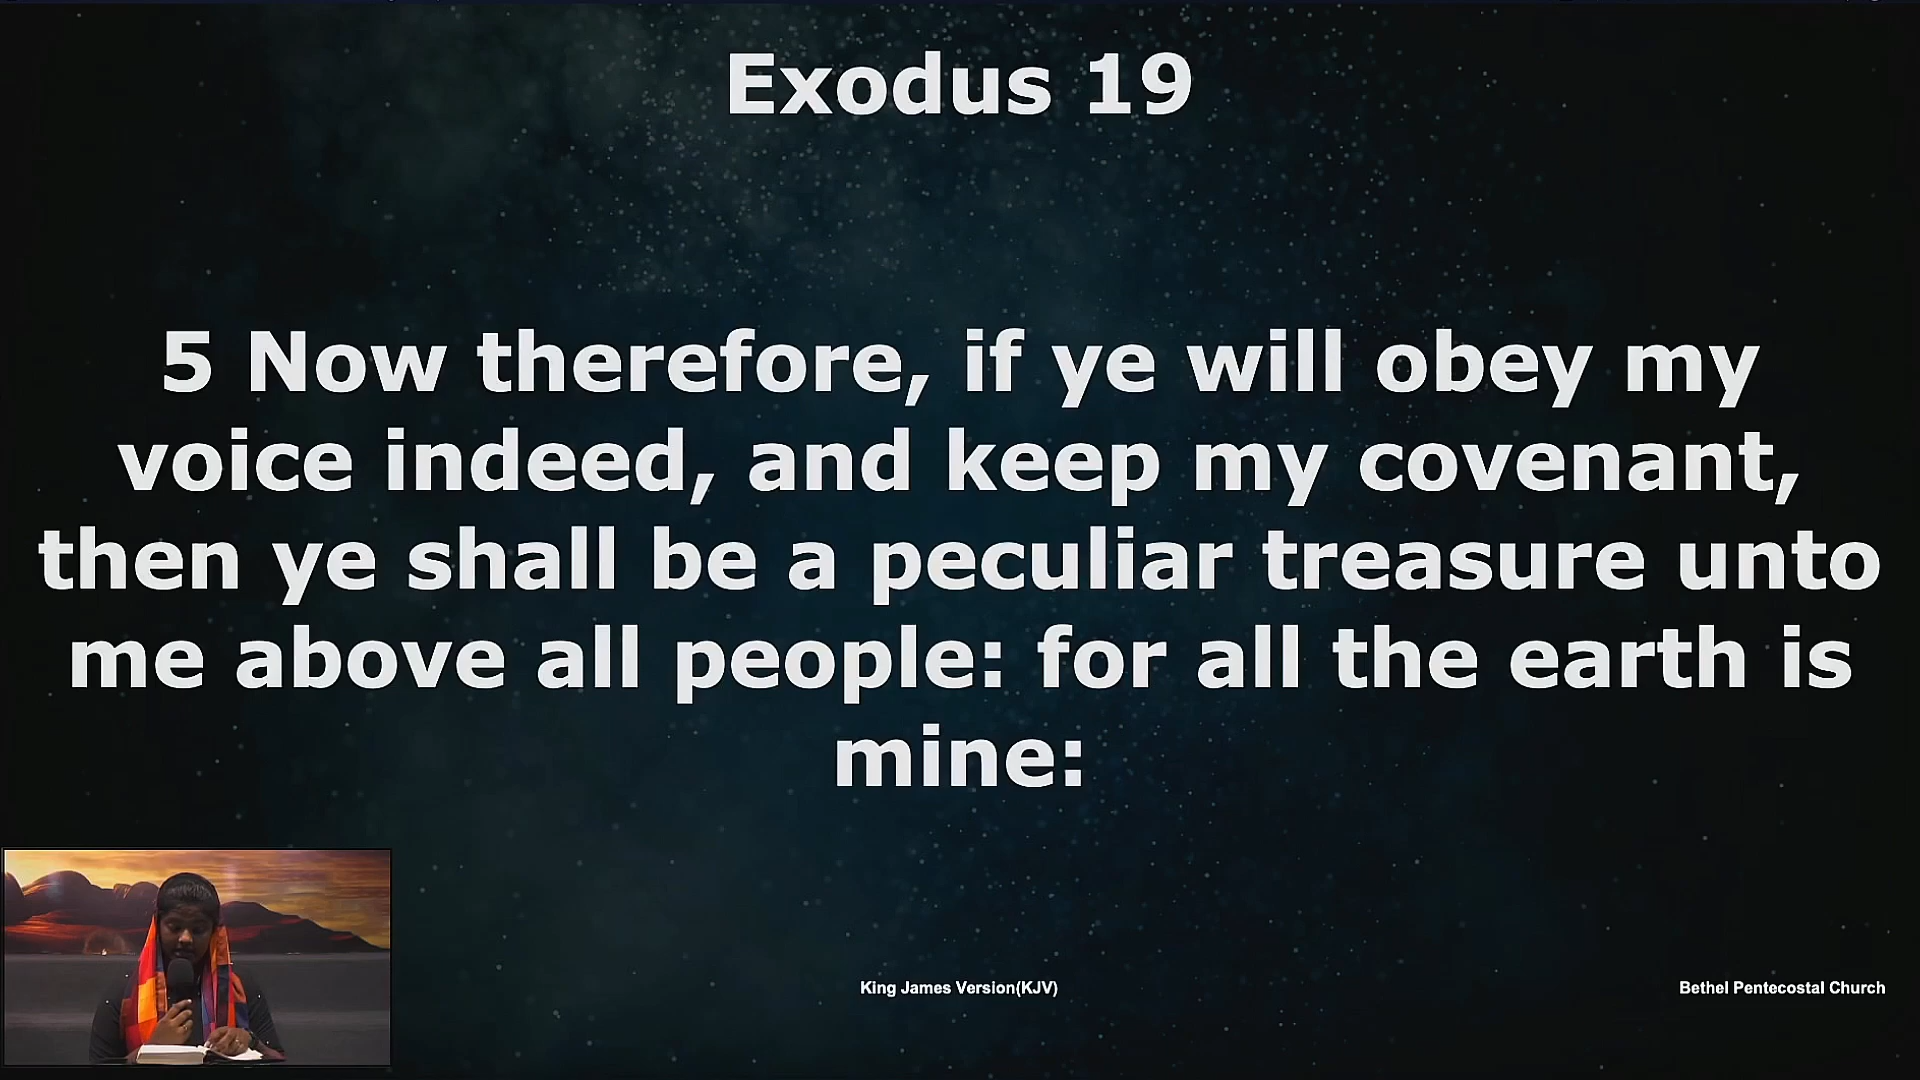 Exodus 19
5 Now therefore, if ye will obey my
voice indeed, and keep my covenant,
then ye shall be a peculiar treasure unto
me above all people: for all the earth is
mine:
King James Version(KJV)
Bethel Pentecostal Church